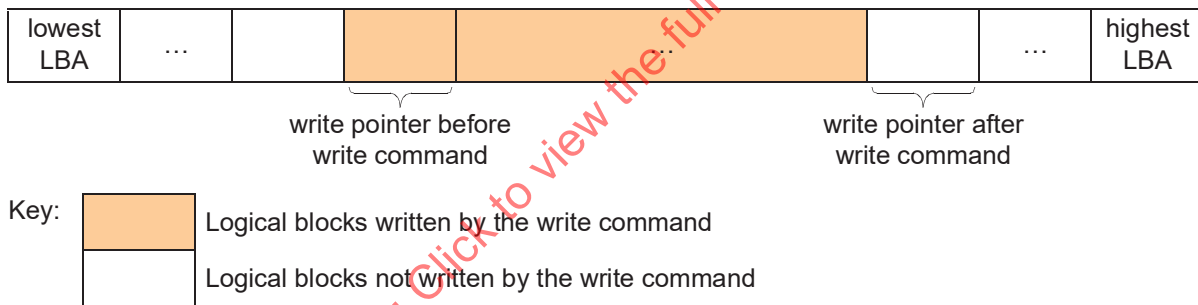 lowest LBA
…
…
…
highest LBA
write pointer before
write command
write pointer after
write command
Key:
Logical blocks written by the write command
Logical blocks not written by the write command
Click to view the full